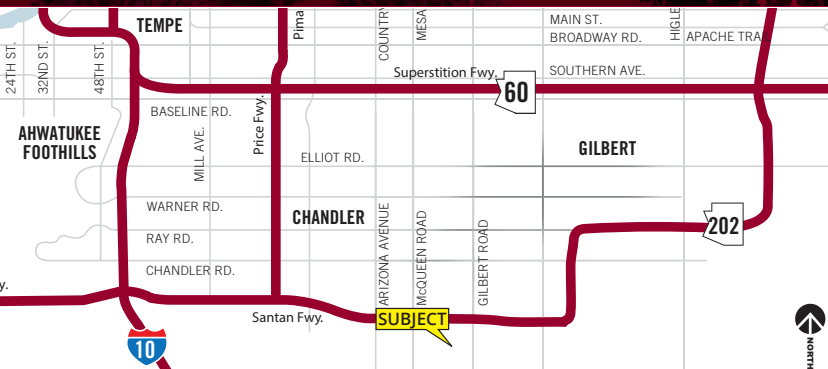 TEMPE
Pima
COUNTRY
MESA
MAIN ST.
BROADWAY RD.
HIGLE
APACHE TRAIL
24TH ST.
32ND ST.
48TH ST.
Superstition Fwy.
60
SOUTHERN AVE.
BASELINE RD.
AHWATUKEE
FOOTHILLS
MILL AVE.
Price Fwy.
ELLIOT RD.
GILBERT
WARNER RD.
CHANDLER
ARIZONA AVENUE
McQUEEN ROAD
GILBERT ROAD
202
RAY RD.
CHANDLER RD.
y.
Santan Fwy.
SUBJECT
10
NORTH